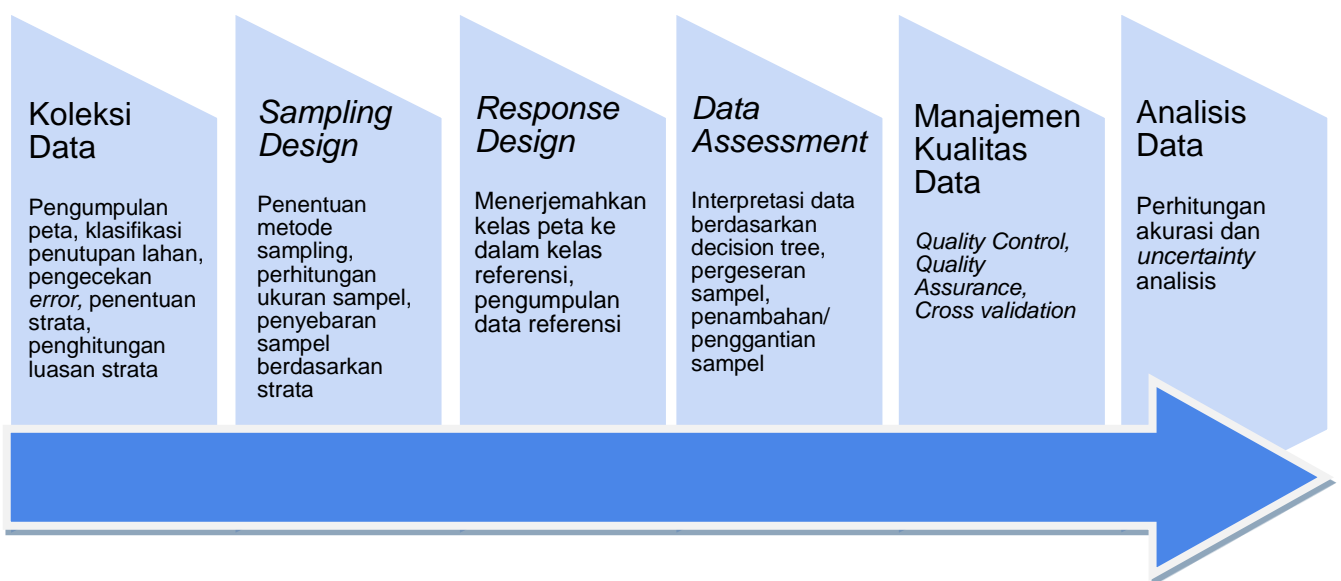 Koleksi
Data
Pengumpulan
peta, klasifikasi
penutupan lahan,
pengecekan
error, penentuan
strata,
penghitungan
luasan strata
Sampling
Design
Penentuan
metode
sampling,
perhitungan
ukuran sampel,
penyebaran
sampel
berdasarkan
strata
Response
Design
Menerjemahkan
kelas peta ke
dalam kelas
referensi,
pengumpulan
data referensi
Data
Assessment
Interpretasi data
berdasarkan
decision tree,
pergeseran
sampel,
penambahan/
penggantian
sampel
Manajemen
Kualitas
Data
Quality Control,
Quality
Assurance,
Cross validation
Analisis
Data
Perhitungan
akurasi dan
uncertainty
analisis